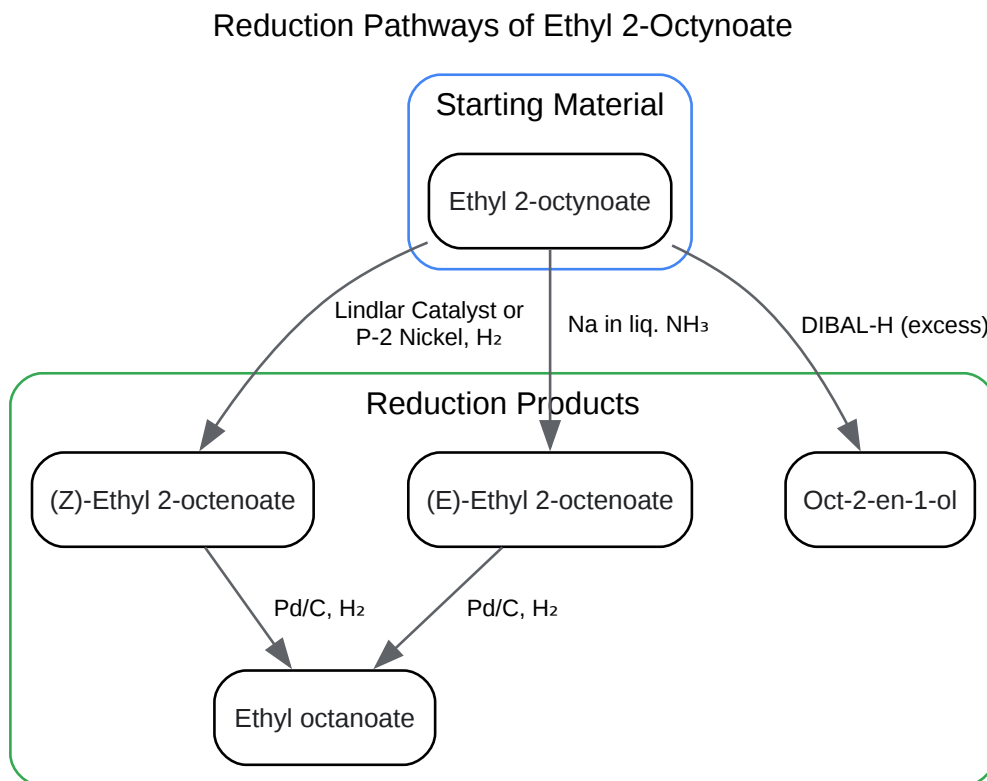 Reduction Pathways of Ethyl 2-Octynoate
Starting Material
Ethyl 2-octynoate
Lindlar Catalyst or
P-2 Nickel, H₂
Na in liq. NH₃
DIBAL-H (excess)
Reduction Products
(Z)-Ethyl 2-octenoate
(E)-Ethyl 2-octenoate
Oct-2-en-1-ol
Pd/C, H₂
Pd/C, H₂
Ethyl octanoate